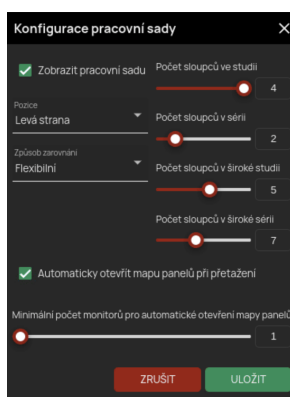 Konfigurace pracovní sady
Zobrazit pracovní sadu
Pozice
Levá strana
Způsob zarovnání
Flexibilní
Počet sloupců ve studii
4
Počet sloupců v sérii
2
Počet sloupců v široké studii
5
Počet sloupců v široké sérii
7
Automaticky otevřít mapu panelů při přetažení
Minimální počet monitorů pro automatické otevření mapy panelů
1
ZRUŠIT
ULOŽIT